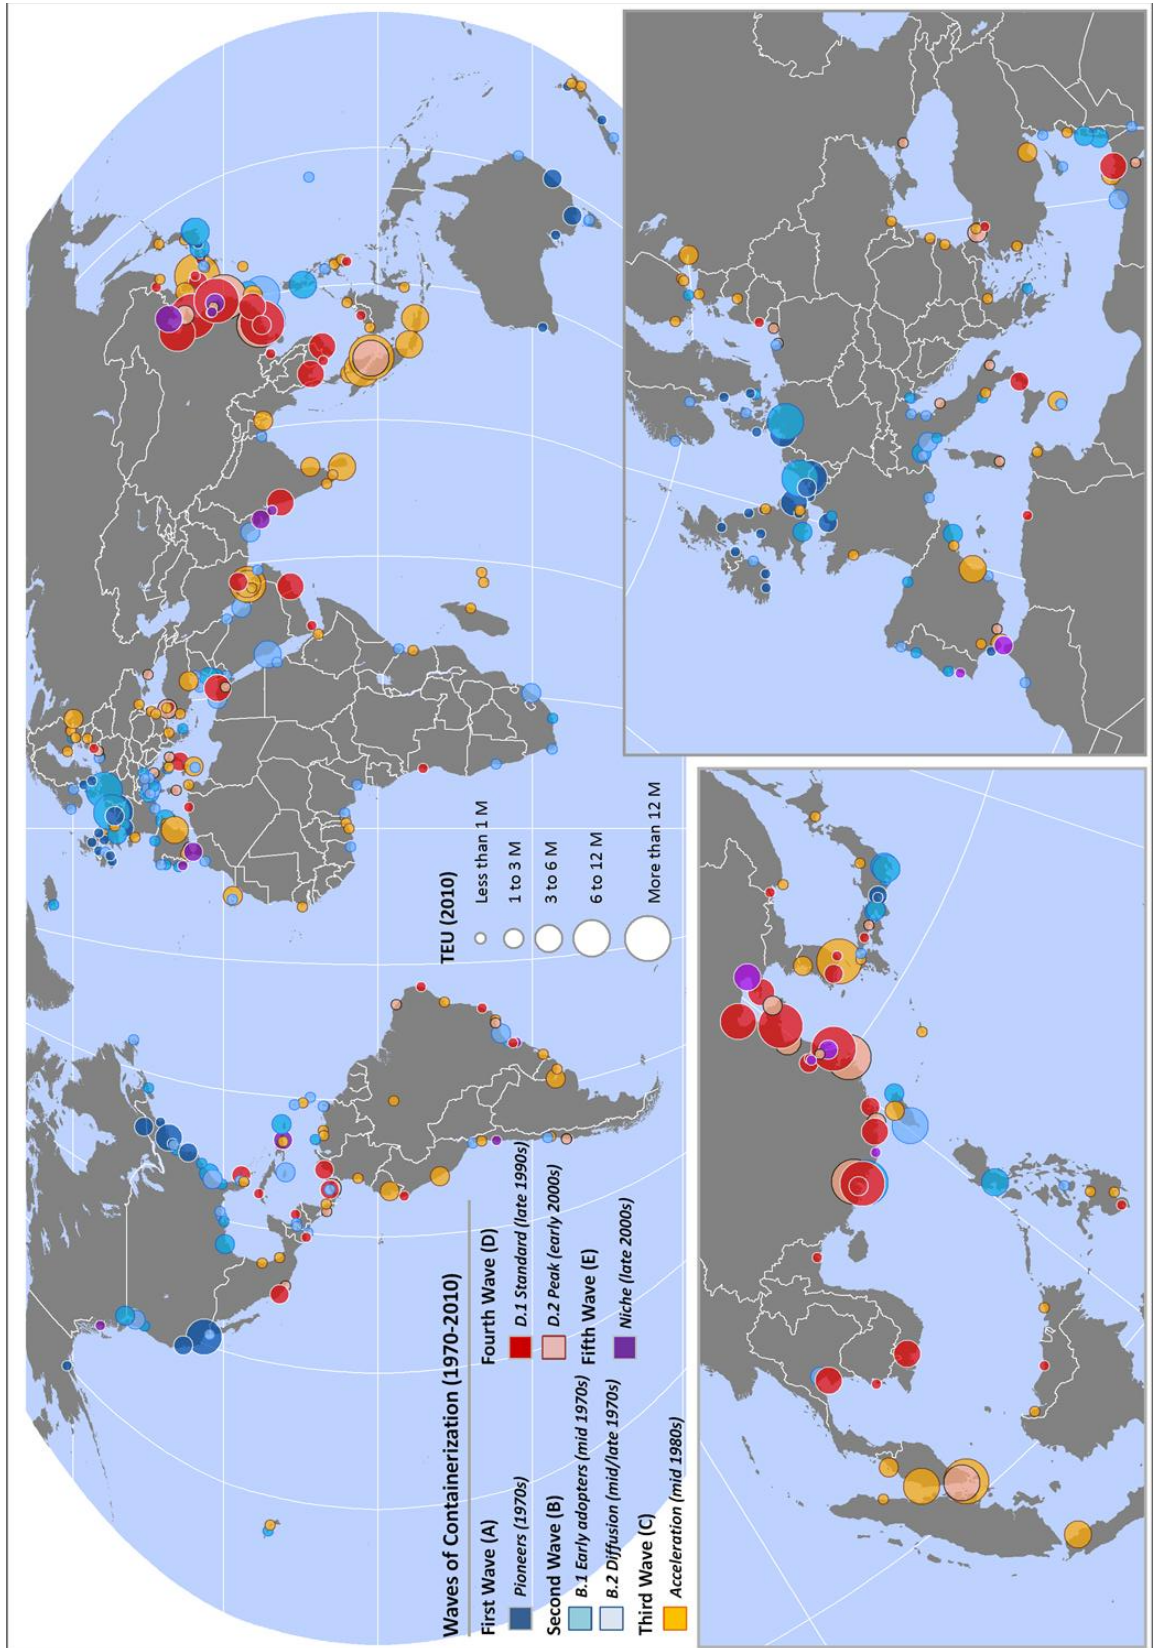 Waves of Containerization (1970-2010)
First Wave (A)
Pioneers (1970s)
Second Wave (B)
B.1 Early adopters (mid 1970s)
B.2 Diffusion (mid/late 1970s)
Third Wave (C)
Acceleration (mid 1980s)
Fourth Wave (D)
D.1 Standard (late 1990s)
D.2 Peak (early 2000s)
Fifth Wave (E)
Niche (late 2000s)
TEU (2010)
Less than 1 M
1 to 3 M
3 to 6 M
6 to 12 M
More than 12 M